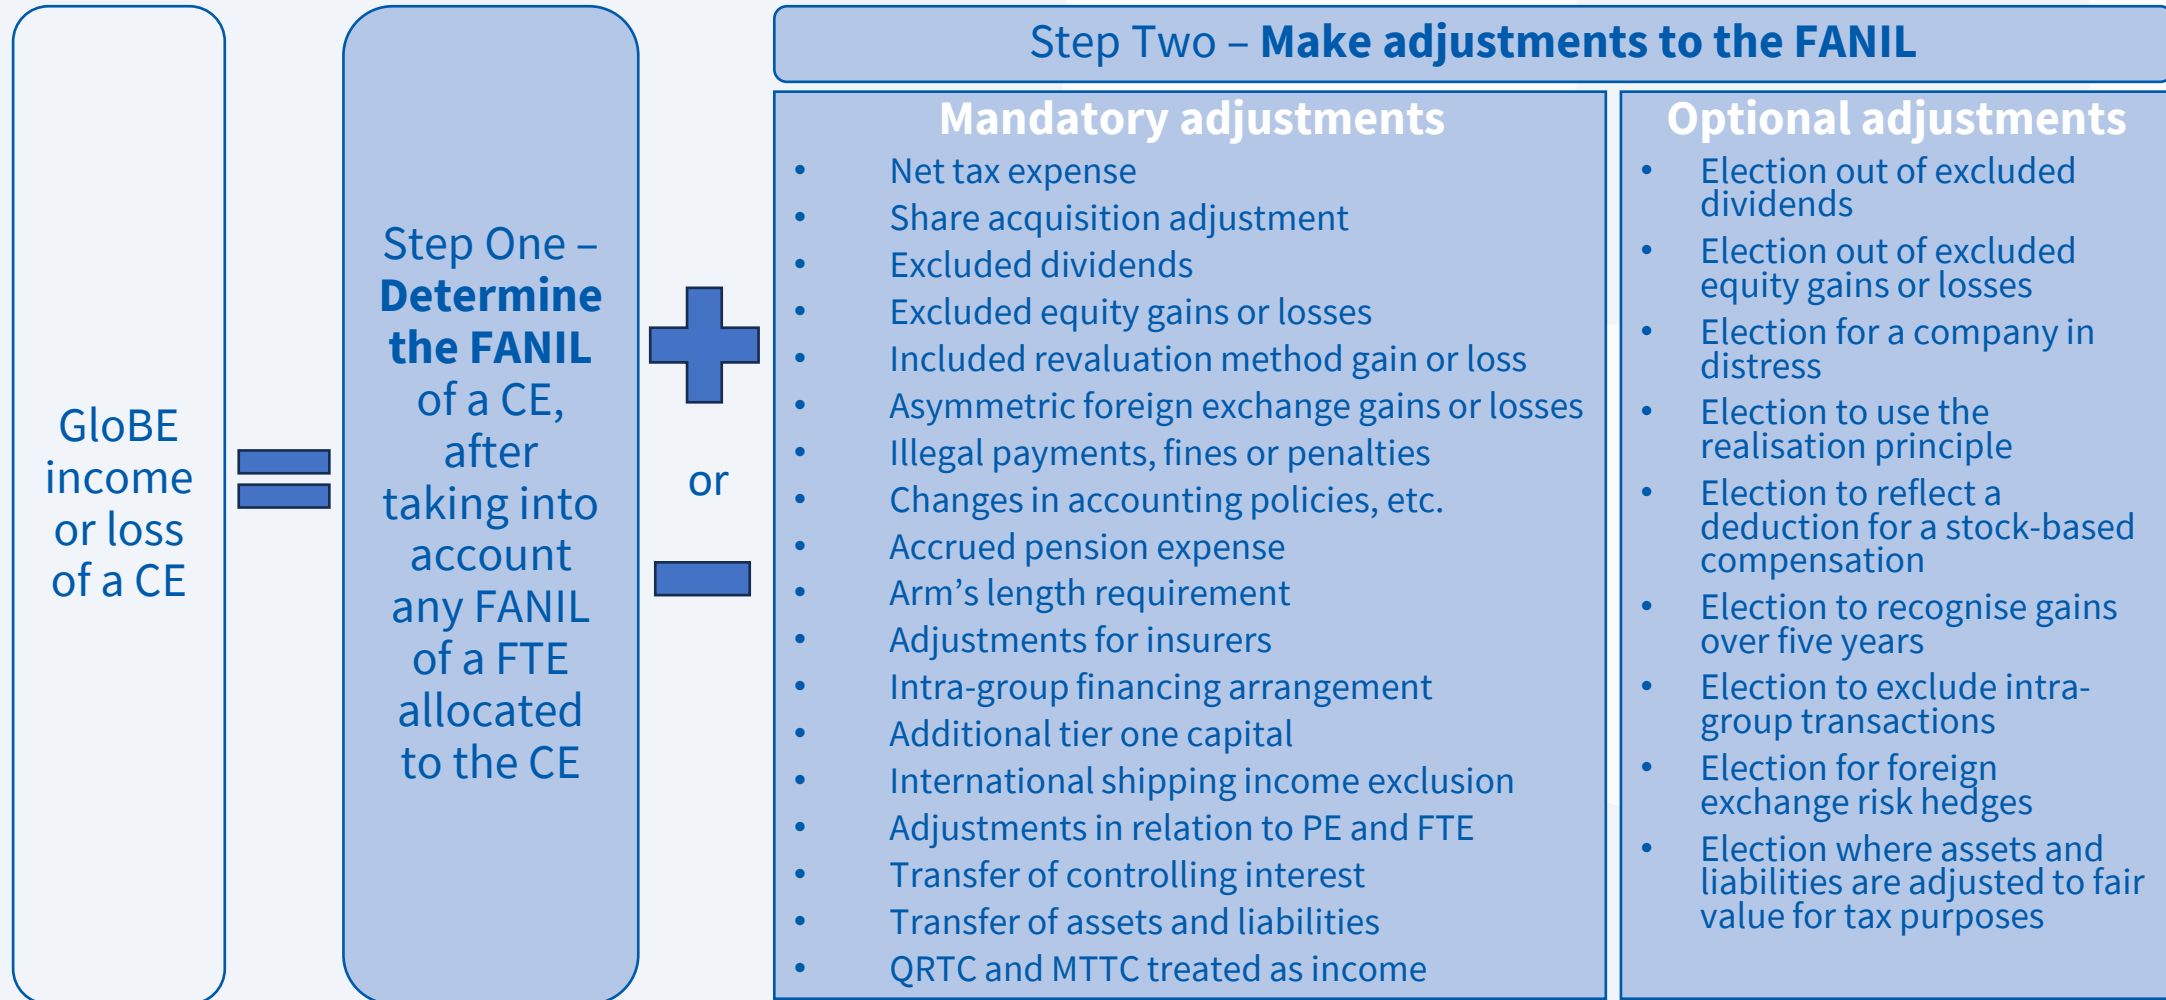 GloBE
income
or loss
of a CE
Step One –
Determine
the FANIL
of a CE,
after
taking into
account
any FANIL
of a FTE
allocated
to the CE
or
Step Two – Make adjustments to the FANIL
Mandatory adjustments
• Net tax expense
• Share acquisition adjustment
• Excluded dividends
• Excluded equity gains or losses
• Included revaluation method gain or loss
• Asymmetric foreign exchange gains or losses
• Illegal payments, fines or penalties
• Changes in accounting policies, etc.
• Accrued pension expense
• Arm’s length requirement
• Adjustments for insurers
• Intra-group financing arrangement
• Additional tier one capital
• International shipping income exclusion
• Adjustments in relation to PE and FTE
• Transfer of controlling interest
• Transfer of assets and liabilities
• QRTC and MTTC treated as income
Optional adjustments
• Election out of excluded
dividends
• Election out of excluded
equity gains or losses
• Election for a company in
distress
• Election to use the
realisation principle
• Election to reflect a
deduction for a stock-based
compensation
• Election to recognise gains
over five years
• Election to exclude intra-
group transactions
• Election for foreign
exchange risk hedges
• Election where assets and
liabilities are adjusted to fair
value for tax purposes